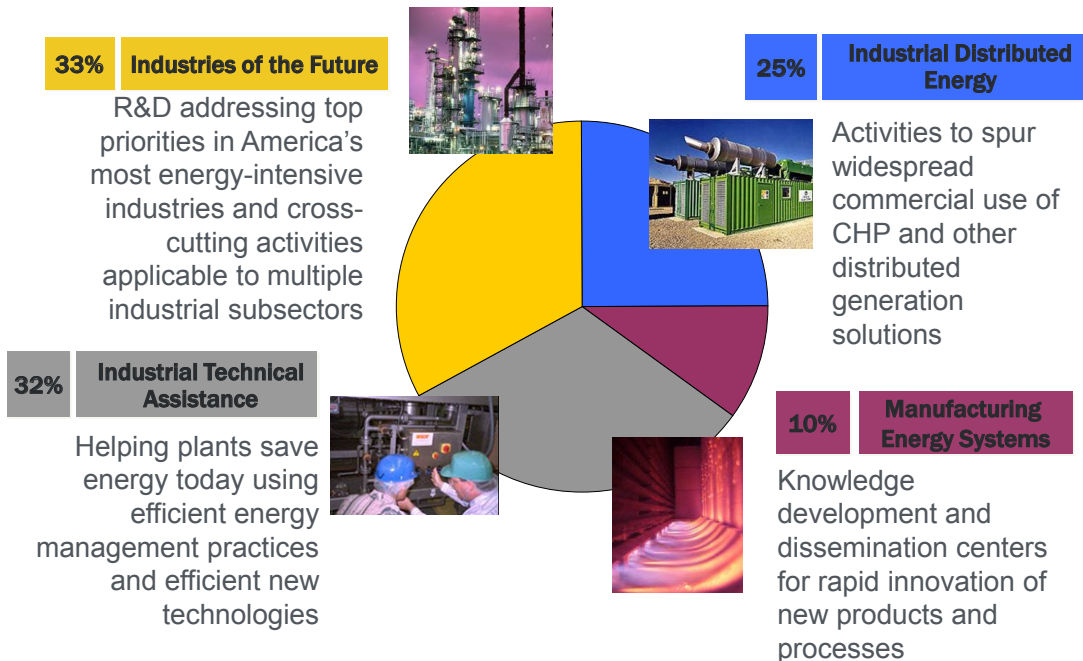 33%
Industries of the Future
R&D addressing top
priorities in America’s
most energy-intensive
industries and cross-
cutting activities
applicable to multiple
industrial subsectors
25%
Industrial Distributed
Energy
Activities to spur
widespread
commercial use of
CHP and other
distributed
generation
solutions
32%
Industrial Technical
Assistance
Helping plants save
energy today using
efficient energy
management practices
and efficient new
technologies
10%
Manufacturing
Energy Systems
Knowledge
development and
dissemination centers
for rapid innovation of
new products and
processes